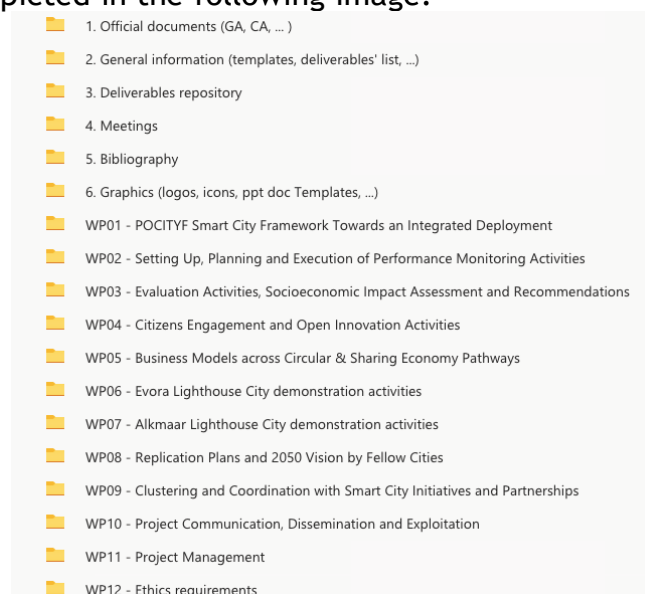 in the following image:
1. Official documents (GA, CA, ... )
2. General information (templates, deliverables' list, ...)
3. Deliverables repository
4. Meetings
5. Bibliography
6. Graphics (logos, icons, ppt doc Templates, ...)
WP01 - POCITYF Smart City Framework Towards an Integrated Deployment
WP02 - Setting Up, Planning and Execution of Performance Monitoring Activities
WP03 - Evaluation Activities, Socioeconomic Impact Assessment and Recommendations
WP04 - Citizens Engagement and Open Innovation Activities
WP05 - Business Models across Circular & Sharing Economy Pathways
WP06 - Evora Lighthouse City demonstration activities
WP07 - Alkmaar Lighthouse City demonstration activities
WP08 - Replication Plans and 2050 Vision by Fellow Cities
WP09 - Clustering and Coordination with Smart City Initiatives and Partnerships
WP10 - Project Communication, Dissemination and Exploitation
WP11 - Project Management
WP12 - Ethics requirements